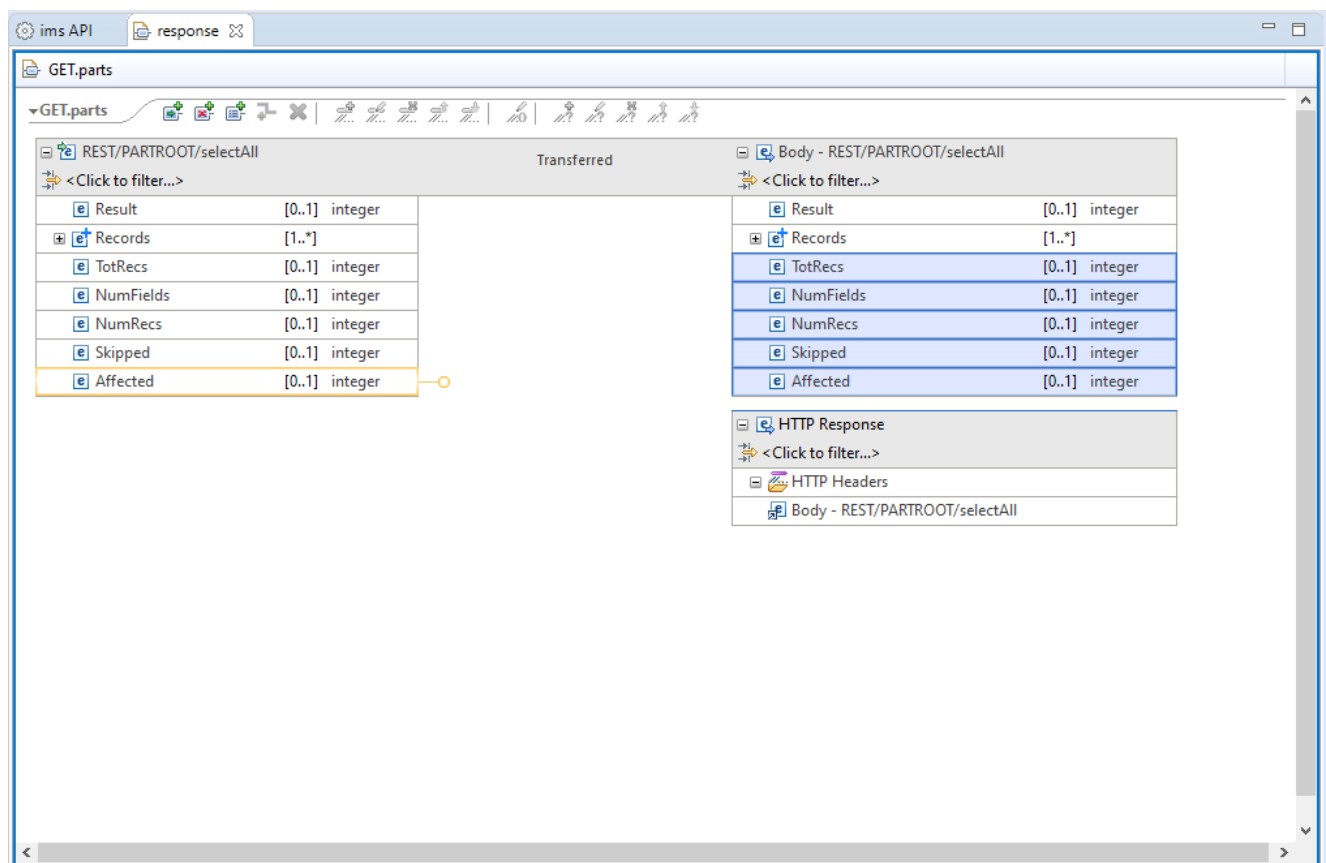 ims API response
GET.parts
GET.parts
REST/PARTROOT/selectAll Transferred Body - REST/PARTROOT/selectAll
<Click to filter...> <Click to filter...>
Result [0..1] integer Result [0..1] integer
Records [1..*] Records [1..*]
TotRecs [0..1] integer TotRecs [0..1] integer
NumFields [0..1] integer NumFields [0..1] integer
NumRecs [0..1] integer NumRecs [0..1] integer
Skipped [0..1] integer Skipped [0..1] integer
Affected [0..1] integer Affected [0..1] integer
HTTP Response
<Click to filter...>
HTTP Headers
Body - REST/PARTROOT/selectAll